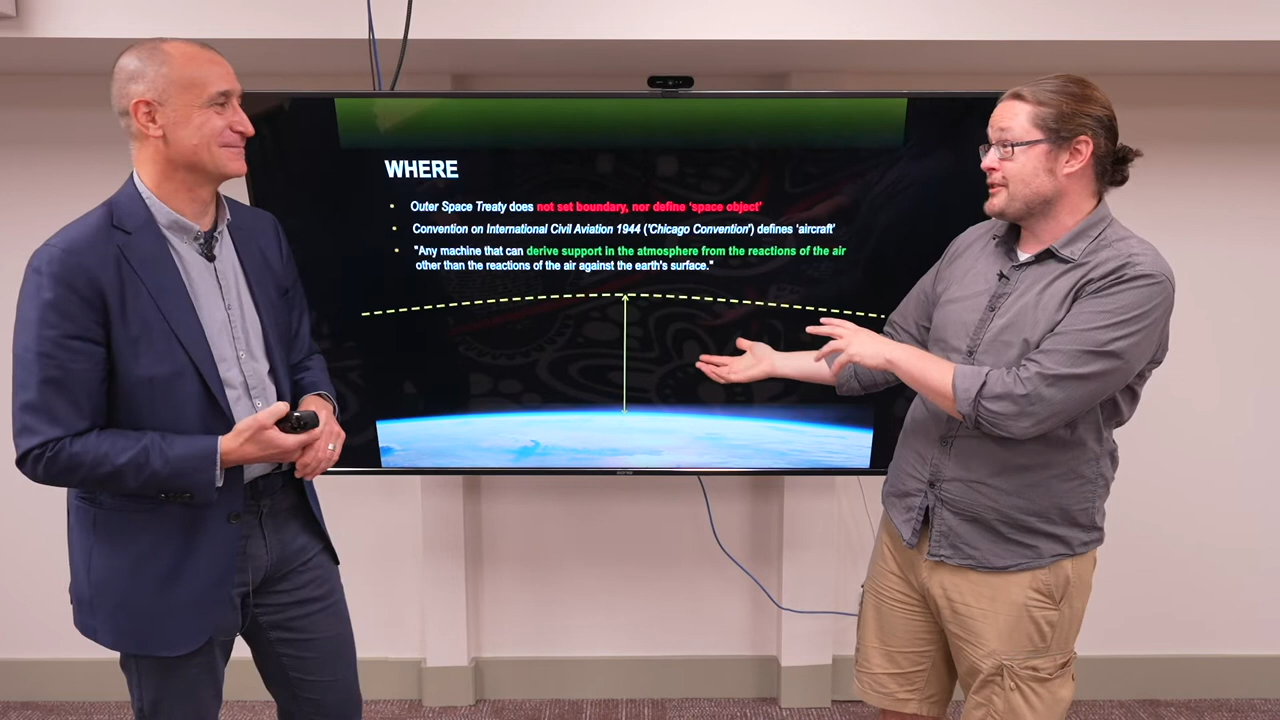 WHERE
• Outer Space Treaty does not set boundary, nor define ‘space object’
• Convention on International Civil Aviation 1944 (‘Chicago Convention’) defines ‘aircraft’
• "Any machine that can derive support in the atmosphere from the reactions of the air
other than the reactions of the air against the earth's surface."